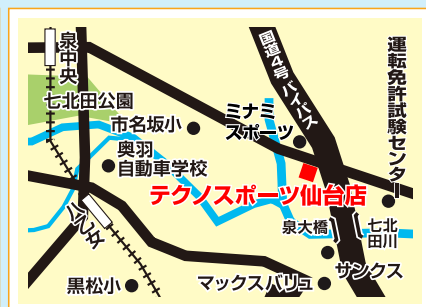 泉中央
国道4号バイパス
運転免許試験センター
七北田公園
ミナミ
スポーツ
市名坂小
奥羽
自動車学校
テクノスポーツ仙台店
八乙女
泉大橋
七北
田川
サンクス
黒松小
マックスバリュ